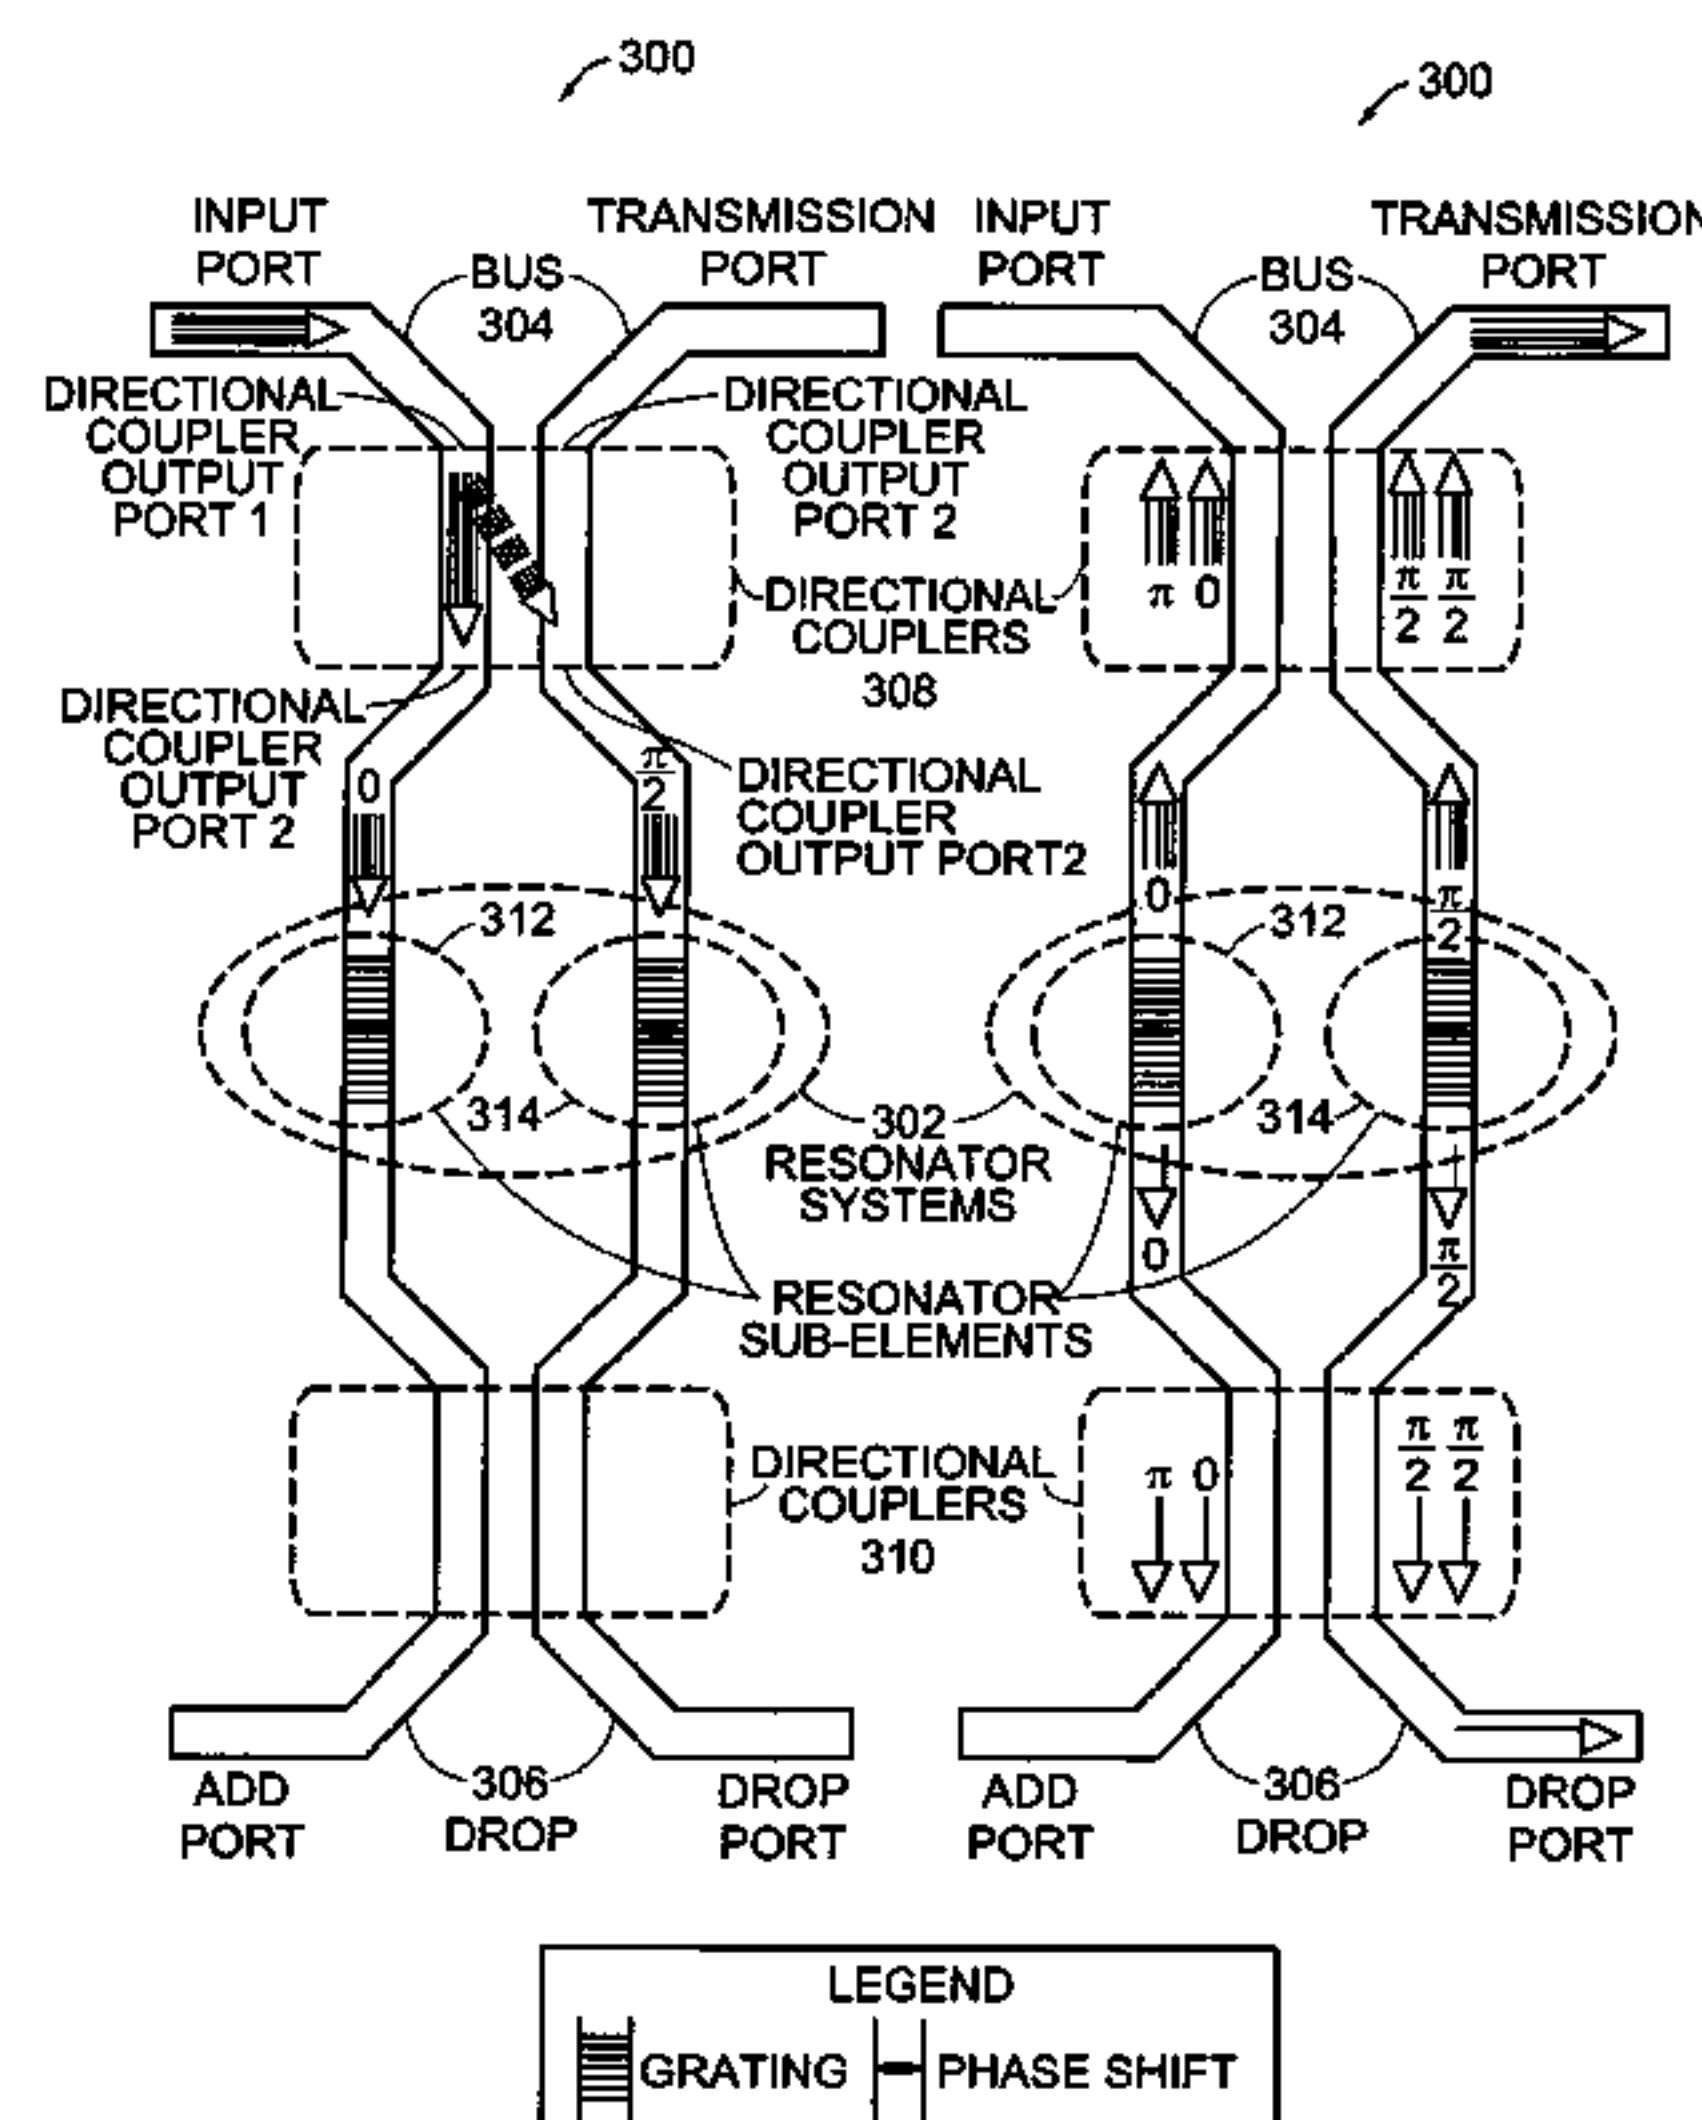 300
300
INPUT
PORT
TRANSMISSION
PORT
INPUT
PORT
TRANSMISSION
PORT
BUS
304
BUS
304
DIRECTIONAL
COUPLER
OUTPUT
PORT 1
DIRECTIONAL
COUPLER
OUTPUT
PORT 2
π 0
π/2 π/2
DIRECTIONAL
COUPLERS
308
DIRECTIONAL
COUPLER
OUTPUT
PORT 2
0
π/2
DIRECTIONAL
COUPLER
OUTPUT PORT2
0
π/2
312
312
314
314
302
RESONATOR
SYSTEMS
0
π/2
RESONATOR
SUB-ELEMENTS
DIRECTIONAL
COUPLERS
310
π 0
π/2 π/2
ADD
PORT
306
DROP
DROP
PORT
ADD
PORT
306
DROP
DROP
PORT
LEGEND
GRATING
PHASE SHIFT